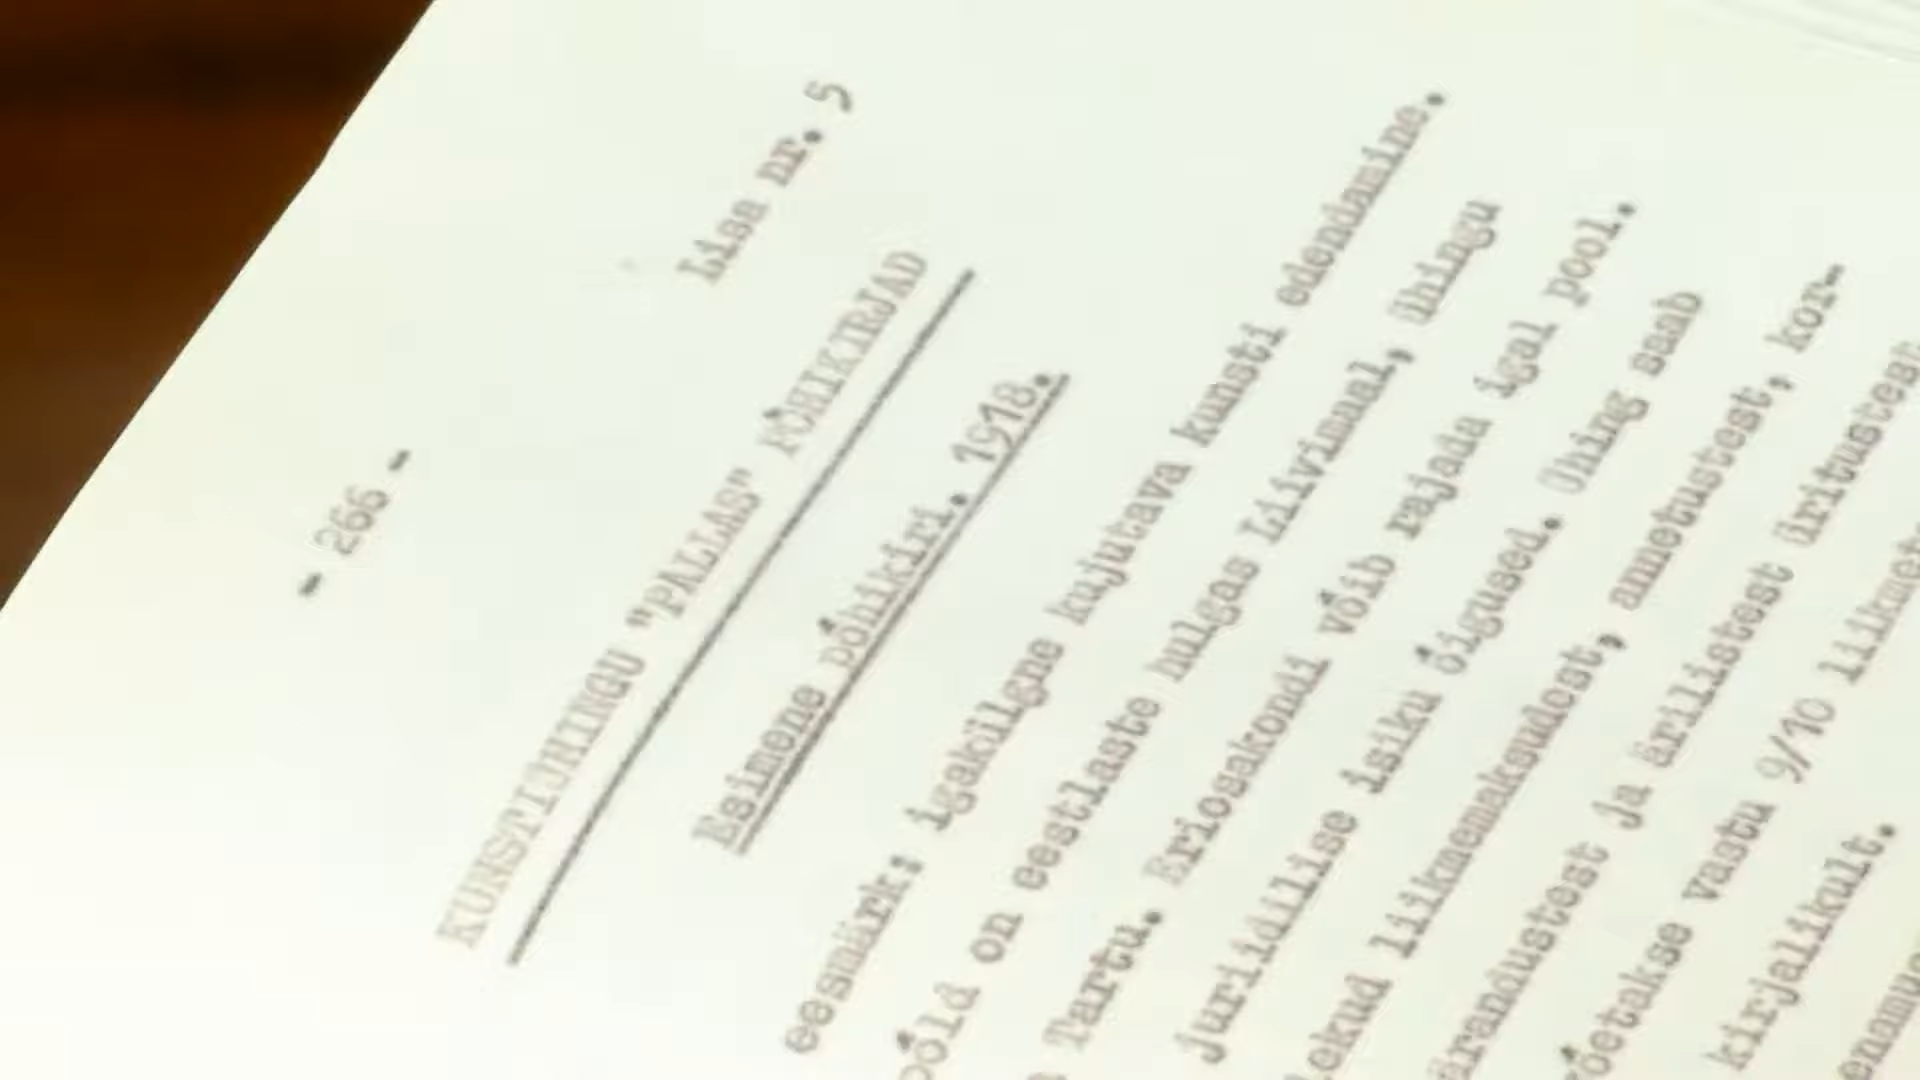 - 266 -
Lisa nr. 5
KUNSTIÜHINGU "PALLAS" PÕHIKIRJAD
Esimene põhikiri. 1918.
eesmärk: igakülgne kujutava kunsti edendamine.
põld on eestlaste hulgas Liivimaal, ühingu
Tartu. Eriosakondi võib rajada igal pool.
juriidilise isiku õigused. Ühing saab
liikmemaksudest, annetustest, kor-
ja ärilistest üritustest
vastu 9/10
kirjalikult.